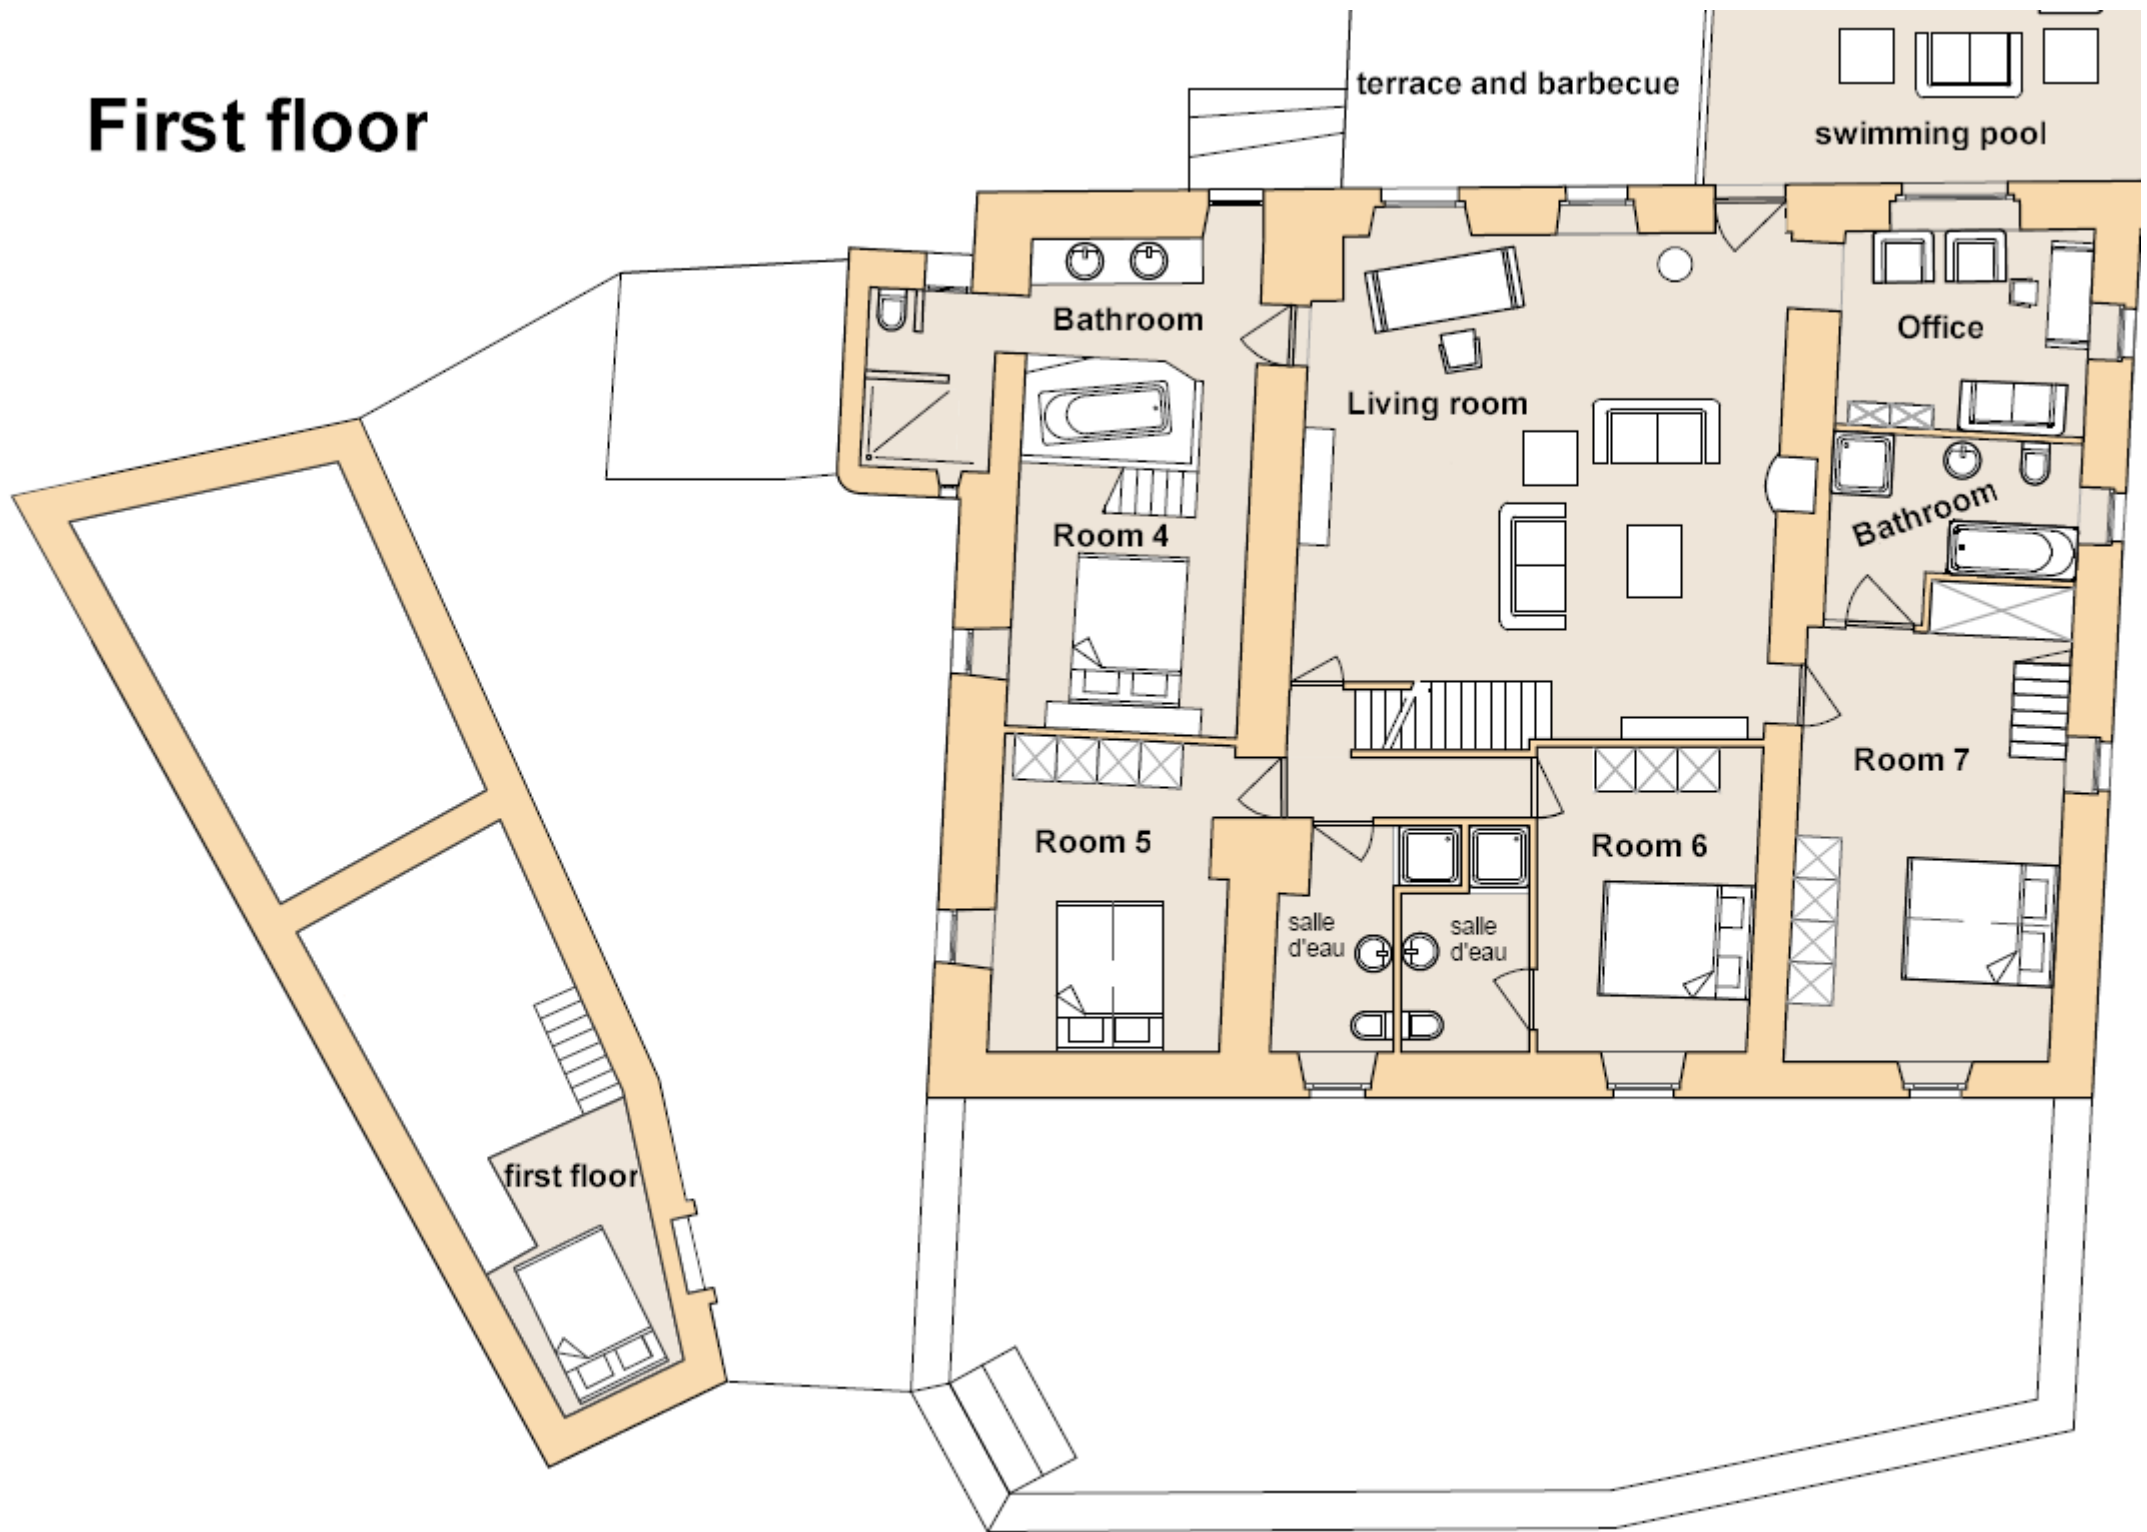 First floor
terrace and barbecue
swimming pool
Bathroom
Office
Living room
Bathroom
Room 4
Room 7
Room 5
Room 6
salle
d'eau
salle
d'eau
first floor